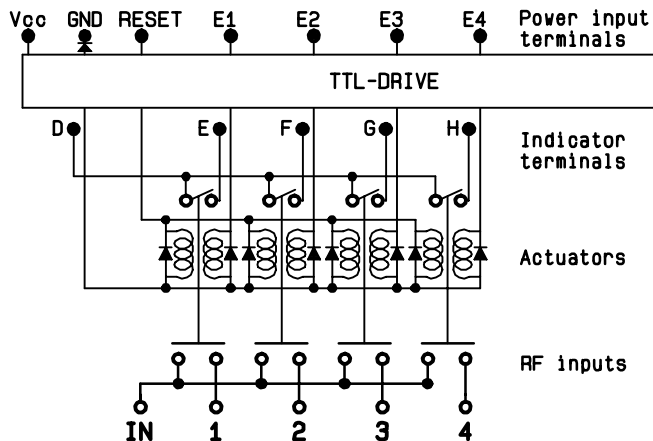 Vcc GND RESET E1 E2 E3 E4 Power input
terminals
TTL-DRIVE
D E F G H Indicator
terminals
Actuators
RF inputs
IN 1 2 3 4